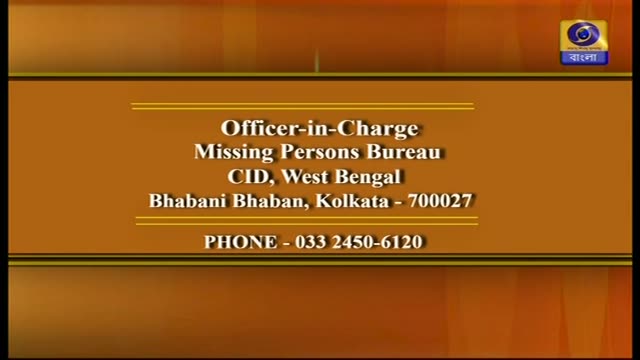 বাংলা
Officer-in-Charge
Missing Persons Bureau
CID, West Bengal
Bhabani Bhaban, Kolkata - 700027
PHONE - 033 2450-6120